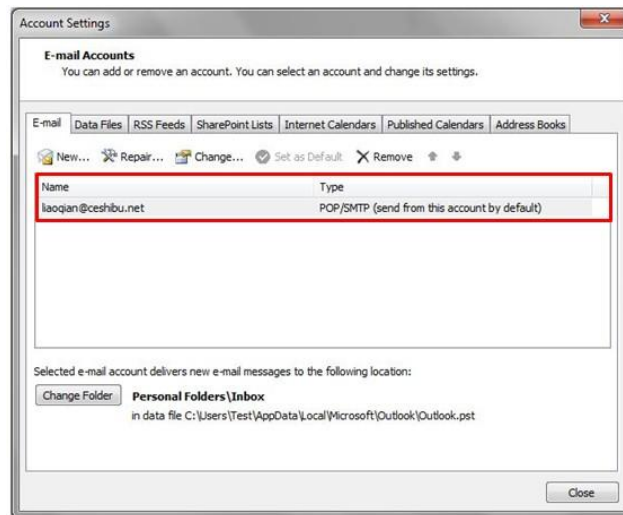 Account Settings
E-mail Accounts
You can add or remove an account. You can select an account and change its settings.
E-mail Data Files RSS Feeds SharePoint Lists Internet Calendars Published Calendars Address Books
New... Repair... Change... Set as Default Remove
Name Type
liaoqian@ceshibu.net POP/SMTP (send from this account by default)
Selected e-mail account delivers new e-mail messages to the following location:
Change Folder Personal Folders\Inbox
in data file C:\Users\Test\AppData\Local\Microsoft\Outlook\Outlook.pst
Close